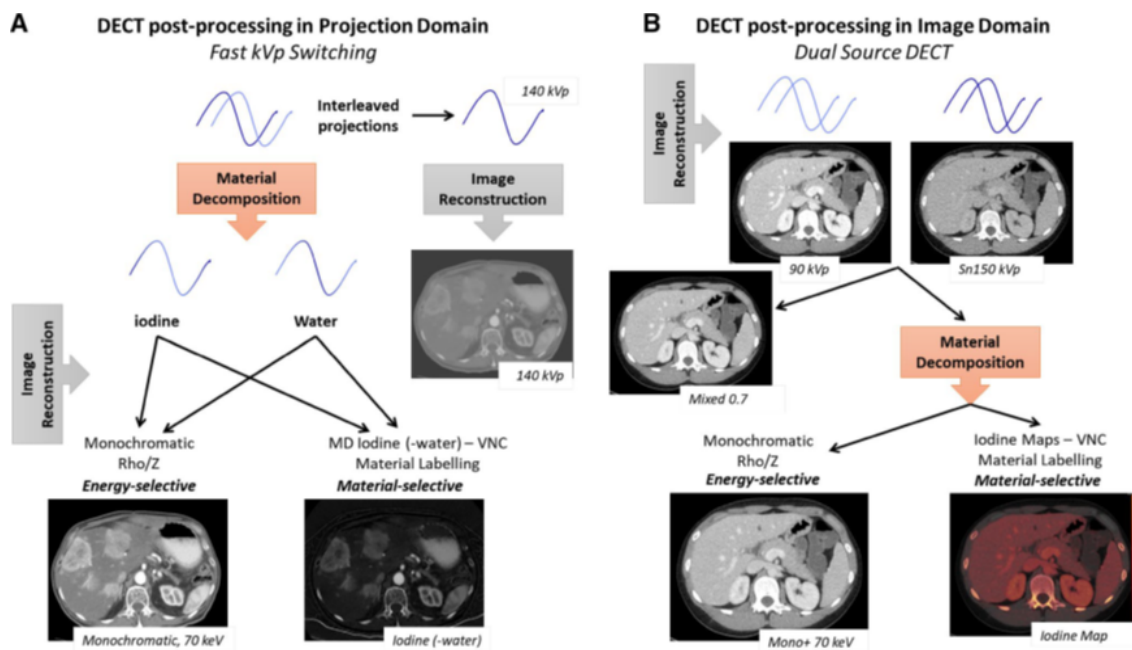 A
DECT post-processing in Projection Domain
Fast kVp Switching
140 kVp
Interleaved
projections
Material
Decomposition
Image
Reconstruction
140 kVp
iodine
Water
Image
Reconstruction
Monochromatic
Rho/Z
Energy-selective
MD Iodine (-water) – VNC
Material Labelling
Material-selective
Monochromatic, 70 keV
Iodine (-water)
B
DECT post-processing in Image Domain
Dual Source DECT
Image
Reconstruction
90 kVp
Sn150 kVp
Mixed 0.7
Material
Decomposition
Monochromatic
Rho/Z
Energy-selective
Iodine Maps – VNC
Material Labelling
Material-selective
Mono+ 70 keV
Iodine Map